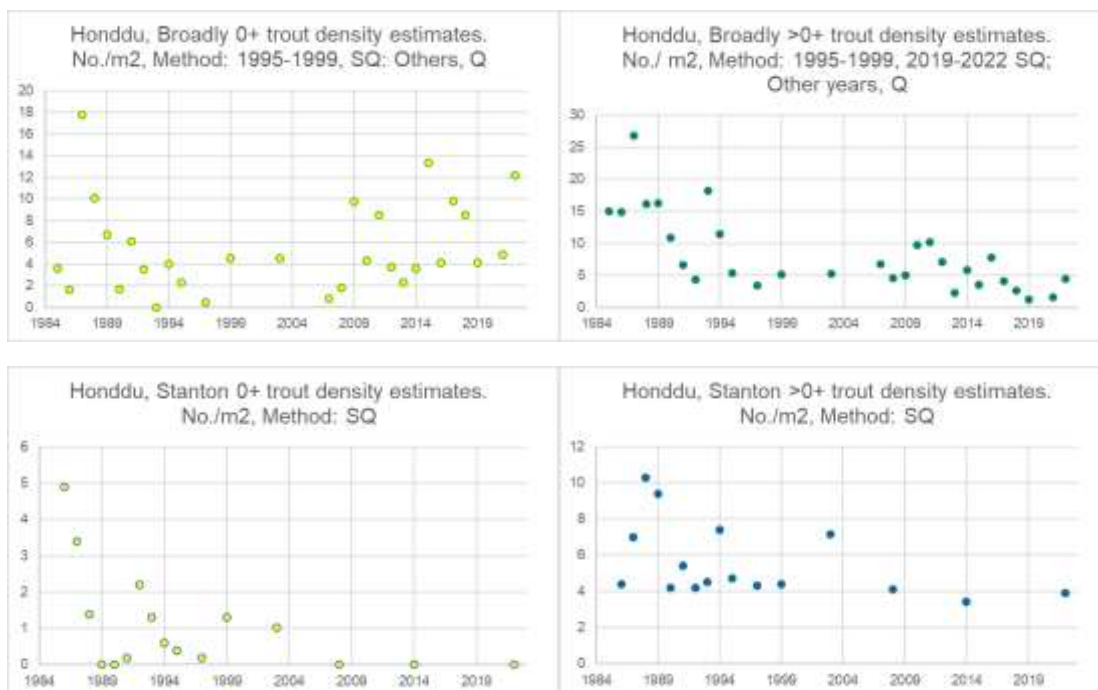 Honddu, Broadly 0+ trout density estimates.
No./m2, Method: 1995-1999, SQ: Others, Q
20
18
16
14
12
10
8
6
4
2
0
1984 1989 1994 1999 2004 2009 2014 2019
Honddu, Broadly >0+ trout density estimates.
No./ m2, Method: 1995-1999, 2019-2022 SQ;
Other years, Q
30
25
20
15
10
5
0
1984 1989 1994 1999 2004 2009 2014 2019
Honddu, Stanton 0+ trout density estimates.
No./m2, Method: SQ
6
5
4
3
2
1
0
1984 1989 1994 1999 2004 2009 2014 2019
Honddu, Stanton >0+ trout density estimates.
No./m2, Method: SQ
12
10
8
6
4
2
0
1984 1989 1994 1999 2004 2009 2014 2019